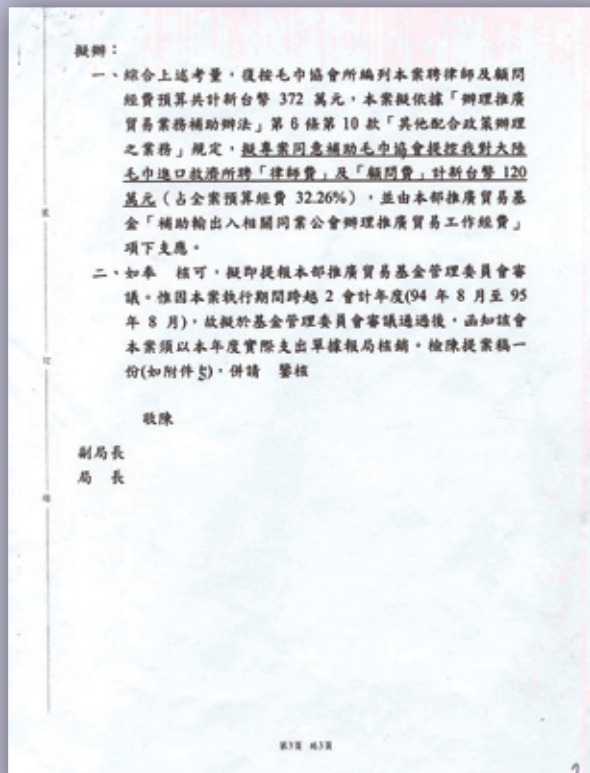 擬辦：
一、綜合上述考量，復按毛巾協會所編列本案聘律師及顧問
經費預算共計新台幣 372 萬元，本案擬依據「辦理推廣
貿易業務補助辦法」第 6 條第 10 款「其他配合政策辦理
之業務」規定，擬專案同意補助毛巾協會提控我對大陸
毛巾進口救濟所聘「律師費」及「顧問費」計新台幣 120
萬元（占全案預算經費 32.26%），並由本部推廣貿易基
金「補助輸出入相關同業公會辦理推廣貿易工作經費」
項下支應。
二、如奉　核可，擬即提報本部推廣貿易基金管理委員會審
議。惟因本案執行期間跨越 2 會計年度(94 年 8 月至 95
年 8 月)，故擬於基金管理委員會審議通過後，函知該會
本案須以本年度實際支出單據報局核銷。檢陳提案稿一
份(如附件 5)，併請　鑒核
敬陳
副局長
局　長
裝
訂
線
第3頁 共3頁